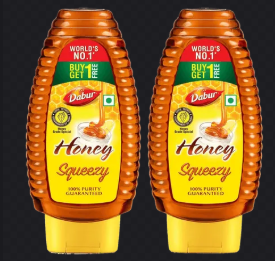 WORLD'S
NO.1*
BUY 1
GET 1
FREE
Dabur
Honey
Squeezy
100% PURITY
GUARANTEED
WORLD'S
NO.1*
BUY 1
GET 1
FREE
Dabur
Honey
Squeezy
100% PURITY
GUARANTEED